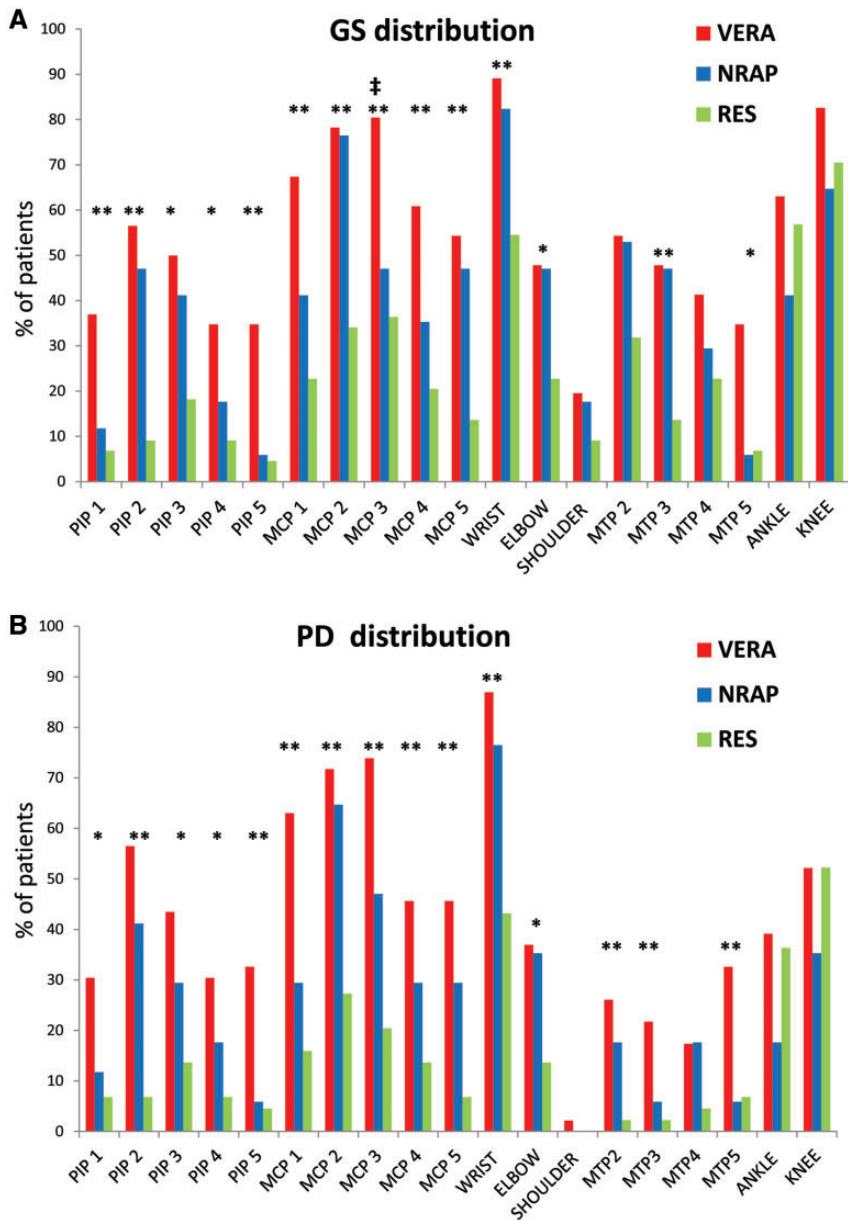 A
GS distribution
VERA
NRAP
RES
% of patients
100
90
80
70
60
50
40
30
20
10
0
** ** * * ** ** ** ‡ ** ** ** ** * ** *
PIP 1 PIP 2 PIP 3 PIP 4 PIP 5 MCP 1 MCP 2 MCP 3 MCP 4 MCP 5 WRIST ELBOW SHOULDER MTP 2 MTP 3 MTP 4 MTP 5 ANKLE KNEE
B
PD distribution
VERA
NRAP
RES
% of patients
100
90
80
70
60
50
40
30
20
10
0
* ** * * ** ** ** ** ** ** ** * ** ** **
PIP 1 PIP 2 PIP 3 PIP 4 PIP 5 MCP 1 MCP 2 MCP 3 MCP 4 MCP 5 WRIST ELBOW SHOULDER MTP2 MTP3 MTP4 MTP5 ANKLE KNEE